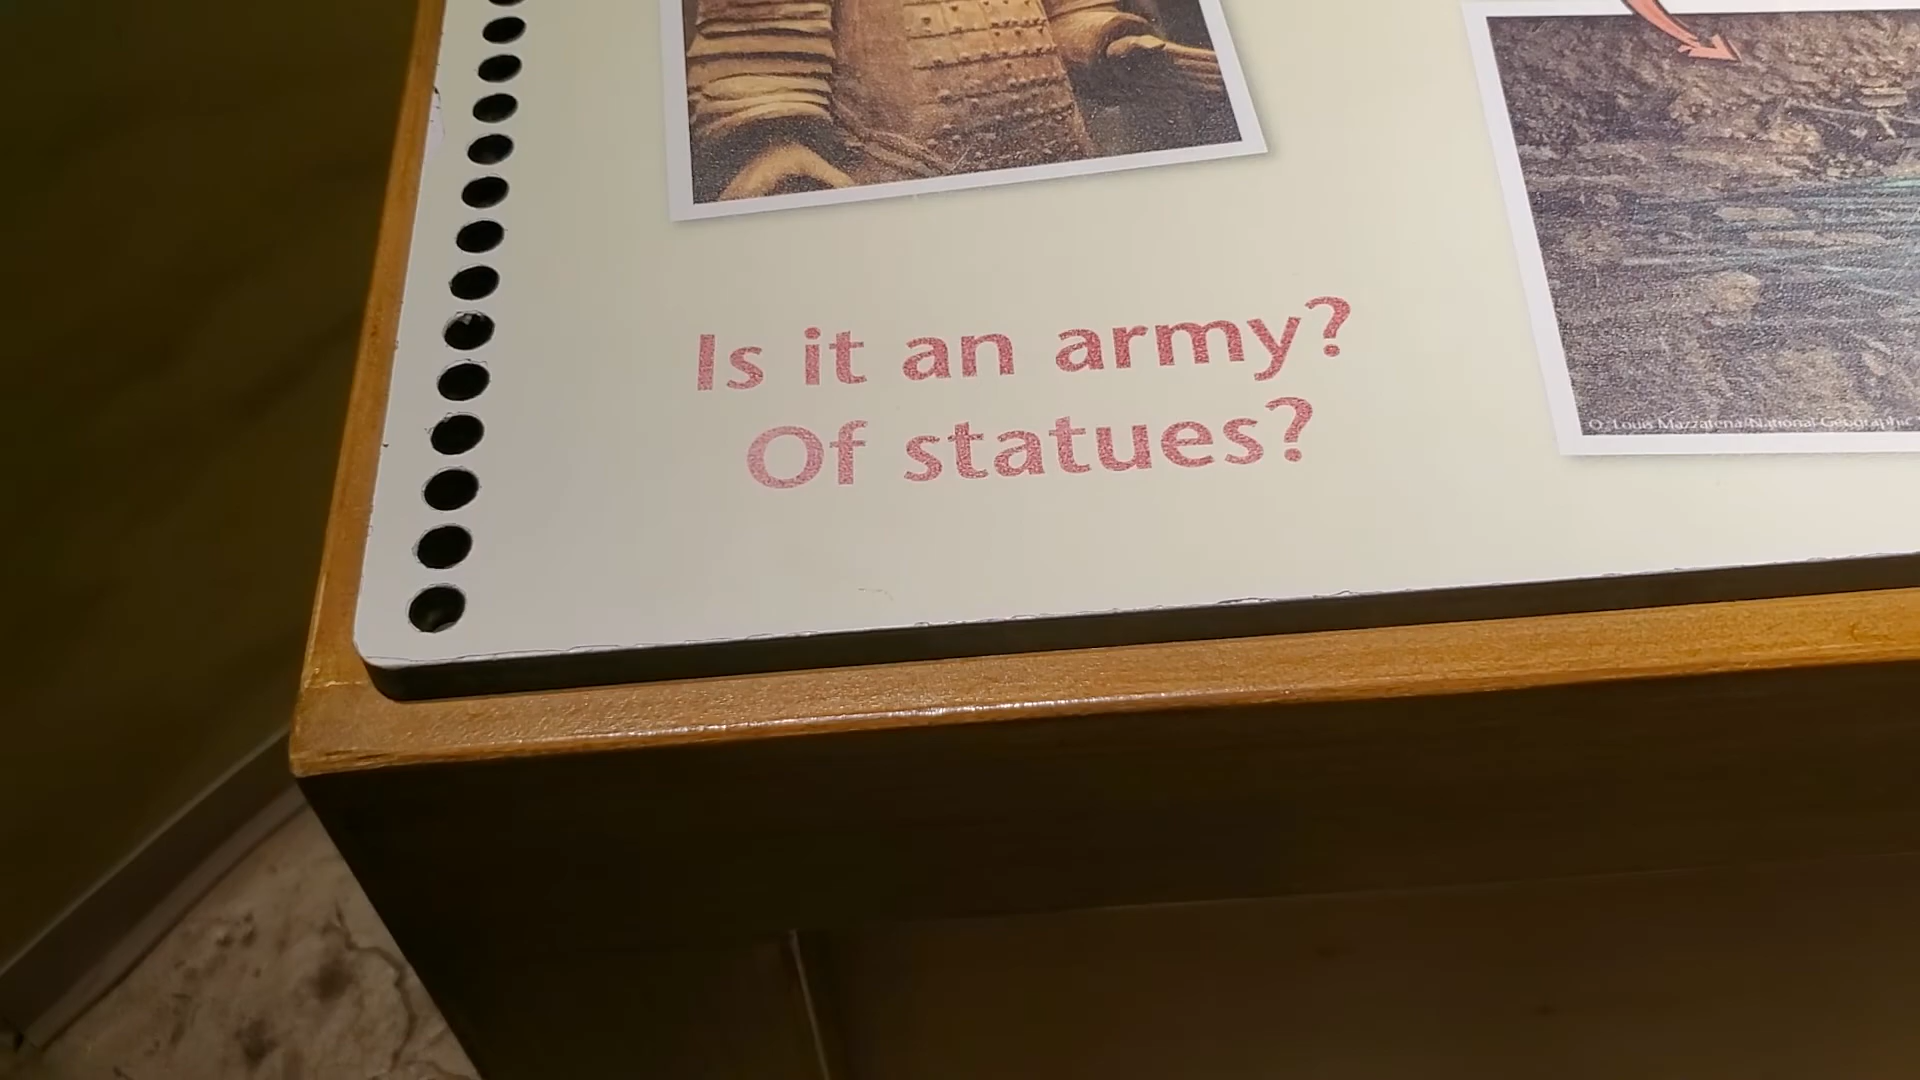 Is it an army?
Of statues?
O. Louis Mazzatenta/National Geographic